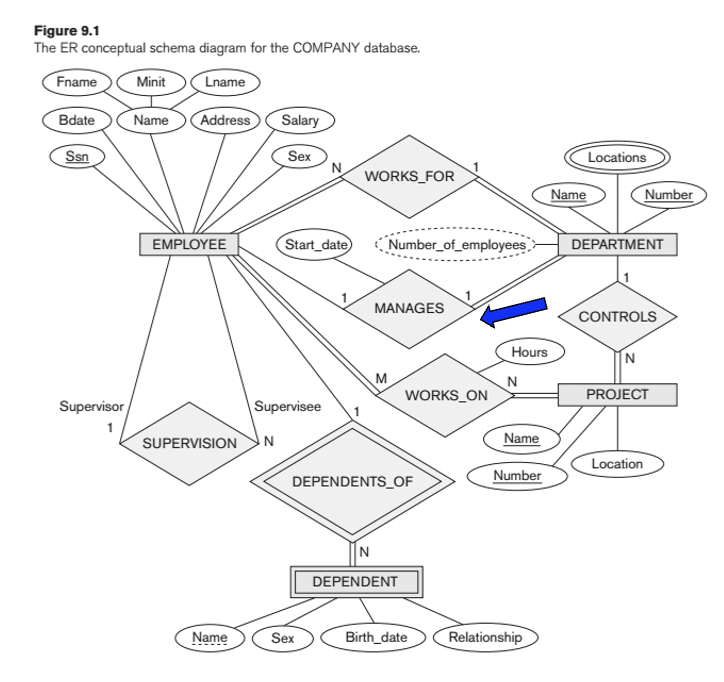 Figure 9.1
The ER conceptual schema diagram for the COMPANY database.
Fname
Minit
Lname
Bdate
Name
Address
Salary
Ssn
Sex
N
WORKS_FOR
1
Locations
Name
Number
EMPLOYEE
Start_date
Number_of_employees
DEPARTMENT
1
MANAGES
1
1
CONTROLS
N
Hours
M
WORKS_ON
N
PROJECT
Name
Number
Location
Supervisor
1
SUPERVISION
Supervisee
N
1
DEPENDENTS_OF
N
DEPENDENT
Name
Sex
Birth_date
Relationship